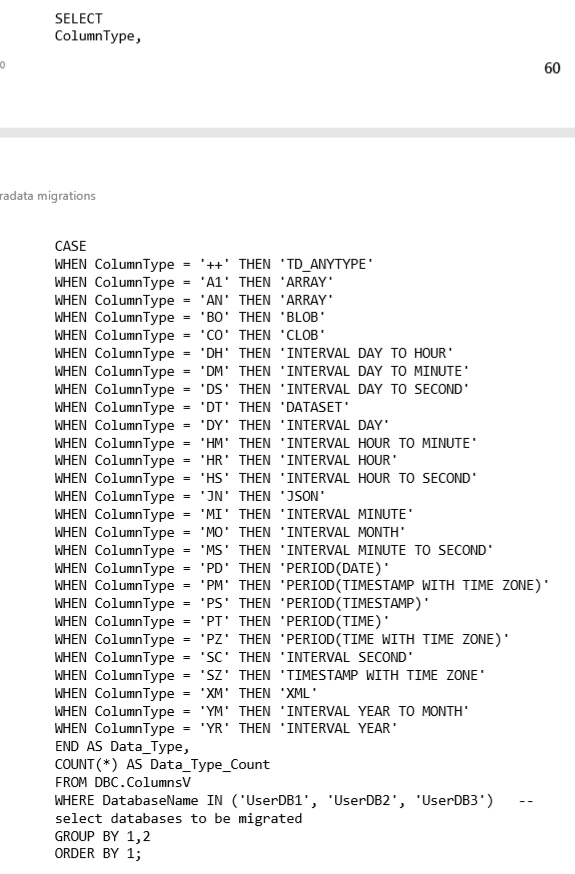 SELECT
ColumnType,
60
radata migrations
CASE
WHEN ColumnType = '++' THEN 'TD_ANYTYPE'
WHEN ColumnType = 'A1' THEN 'ARRAY'
WHEN ColumnType = 'AN' THEN 'ARRAY'
WHEN ColumnType = 'BO' THEN 'BLOB'
WHEN ColumnType = 'CO' THEN 'CLOB'
WHEN ColumnType = 'DH' THEN 'INTERVAL DAY TO HOUR'
WHEN ColumnType = 'DM' THEN 'INTERVAL DAY TO MINUTE'
WHEN ColumnType = 'DS' THEN 'INTERVAL DAY TO SECOND'
WHEN ColumnType = 'DT' THEN 'DATASET'
WHEN ColumnType = 'DY' THEN 'INTERVAL DAY'
WHEN ColumnType = 'HM' THEN 'INTERVAL HOUR TO MINUTE'
WHEN ColumnType = 'HR' THEN 'INTERVAL HOUR'
WHEN ColumnType = 'HS' THEN 'INTERVAL HOUR TO SECOND'
WHEN ColumnType = 'JN' THEN 'JSON'
WHEN ColumnType = 'MI' THEN 'INTERVAL MINUTE'
WHEN ColumnType = 'MO' THEN 'INTERVAL MONTH'
WHEN ColumnType = 'MS' THEN 'INTERVAL MINUTE TO SECOND'
WHEN ColumnType = 'PD' THEN 'PERIOD(DATE)'
WHEN ColumnType = 'PM' THEN 'PERIOD(TIMESTAMP WITH TIME ZONE)'
WHEN ColumnType = 'PS' THEN 'PERIOD(TIMESTAMP)'
WHEN ColumnType = 'PT' THEN 'PERIOD(TIME)'
WHEN ColumnType = 'PZ' THEN 'PERIOD(TIME WITH TIME ZONE)'
WHEN ColumnType = 'SC' THEN 'INTERVAL SECOND'
WHEN ColumnType = 'SZ' THEN 'TIMESTAMP WITH TIME ZONE'
WHEN ColumnType = 'XM' THEN 'XML'
WHEN ColumnType = 'YM' THEN 'INTERVAL YEAR TO MONTH'
WHEN ColumnType = 'YR' THEN 'INTERVAL YEAR'
END AS Data_Type,
COUNT(*) AS Data_Type_Count
FROM DBC.ColumnsV
WHERE DatabaseName IN ('UserDB1', 'UserDB2', 'UserDB3') --
select databases to be migrated
GROUP BY 1,2
ORDER BY 1;